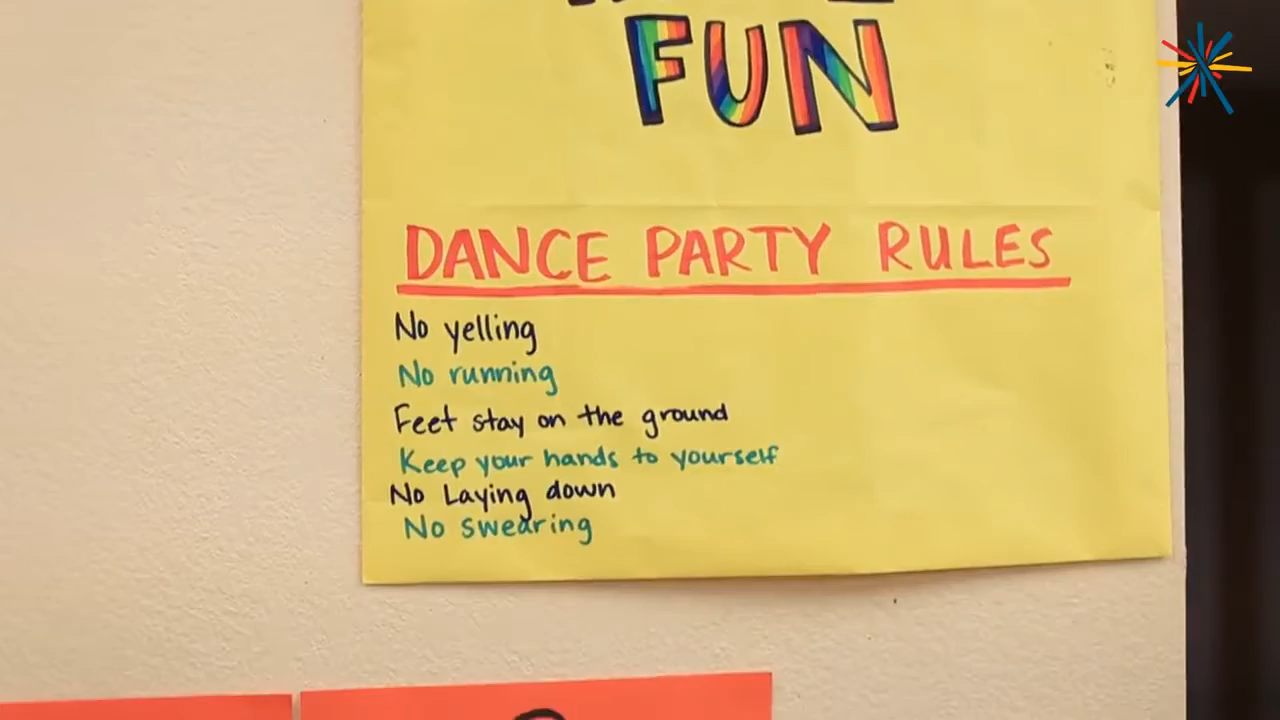 FUN
DANCE PARTY RULES
No yelling
No running
Feet stay on the ground
Keep your hands to yourself
No Laying down
No swearing